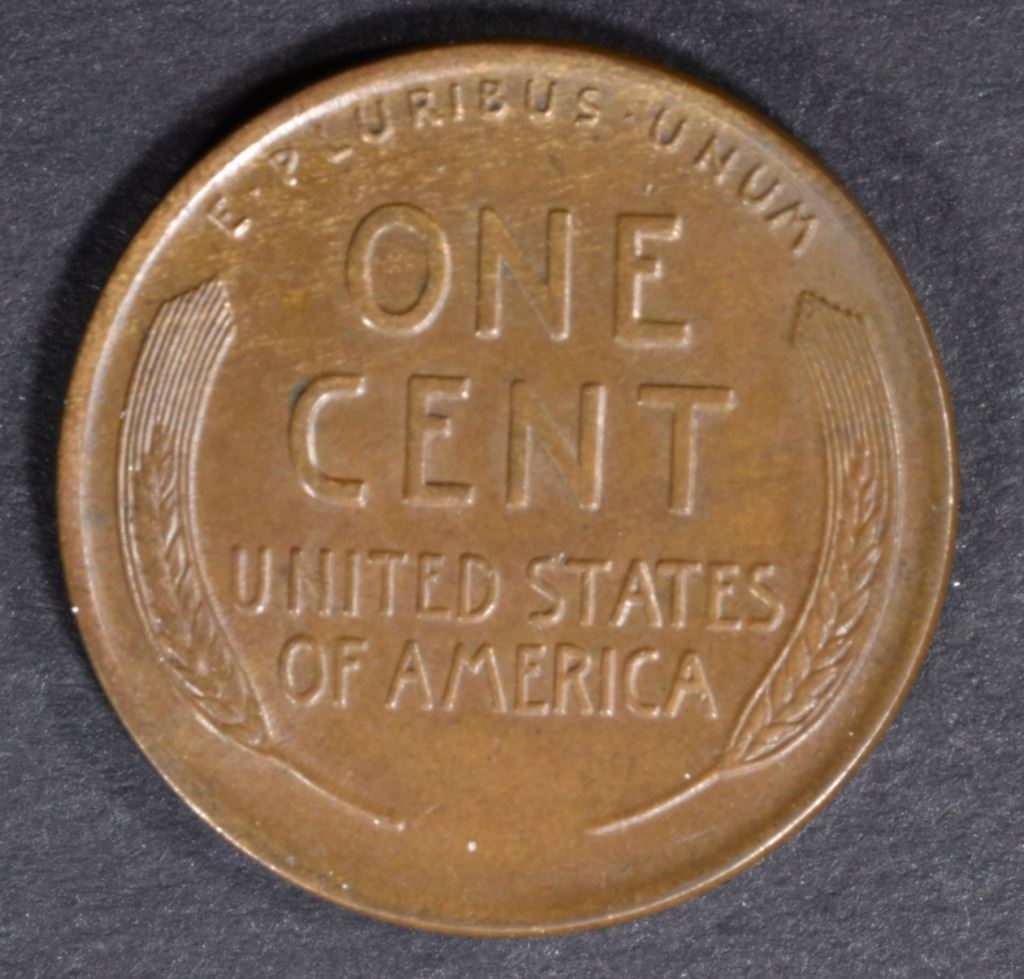 E·PLURIBUS·UNUM
ONE
CENT
UNITED STATES
OF AMERICA